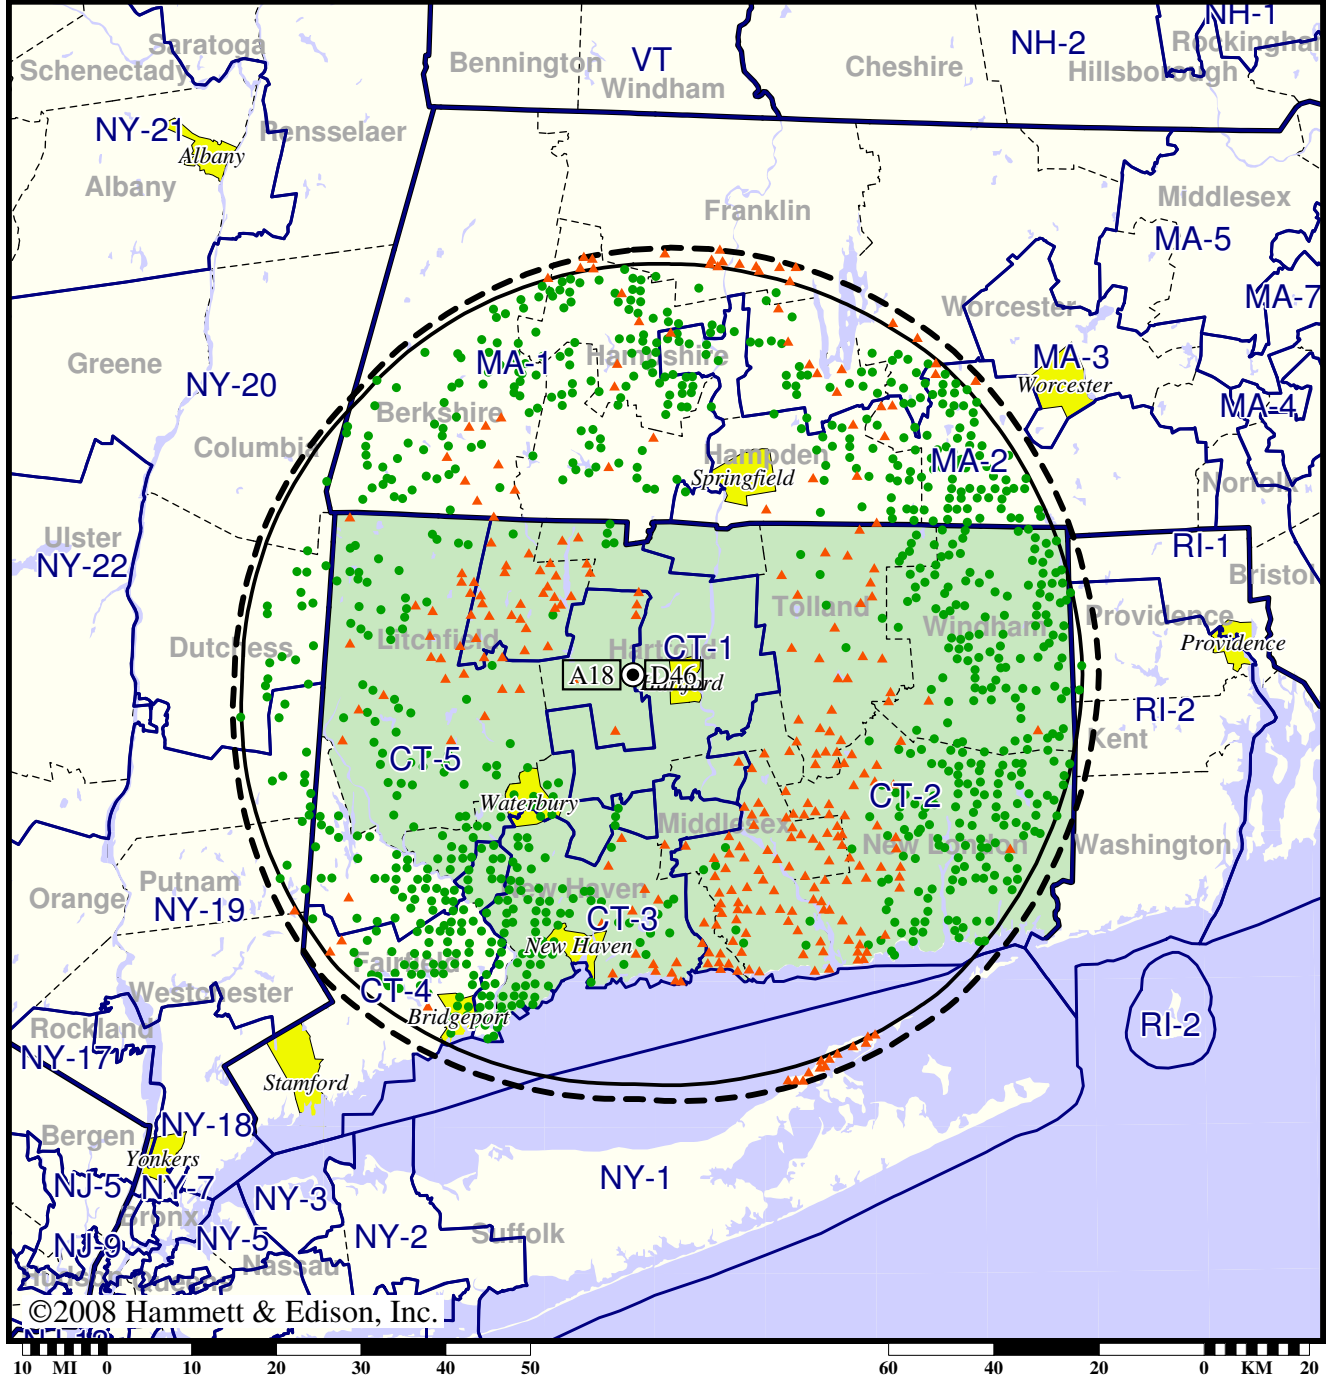 NH-1
Saratoga
NH-2
Rockingham
VT
Bennington
Cheshire
Schenectady
Hillsborough
Windham
NY-21
Rensselaer
Albany
Albany
Middlesex
Franklin
MA-5
MA-7
Worcester
Hampshire
MA-3
MA-1
Greene
NY-20
Worcester
MA-4
Berkshire
Columbia
Hampden
MA-2
Springfield
Norfolk
Ulster
RI-1
NY-22
Bristol
Tolland
Providence
Windham
Litchfield
Hartford
CT-1
Providence
Dutchess
A18
D46
Hartford
RI-2
Kent
CT-5
CT-2
Waterbury
Middlesex
New London
Washington
Putnam
New Haven
Orange
NY-19
CT-3
New Haven
Fairfield
CT-4
Westchester
Bridgeport
Rockland
RI-2
NY-17
Stamford
NY-18
Bergen
Yonkers
NY-1
NJ-5
NY-7
NY-3
Bronx
NY-5
NY-2
Suffolk
NJ-9
Nassau
Hudson
Queens
©2008 Hammett & Edison, Inc.
10 MI 0 10 20 30 40 50 60 40 20 0 KM 20